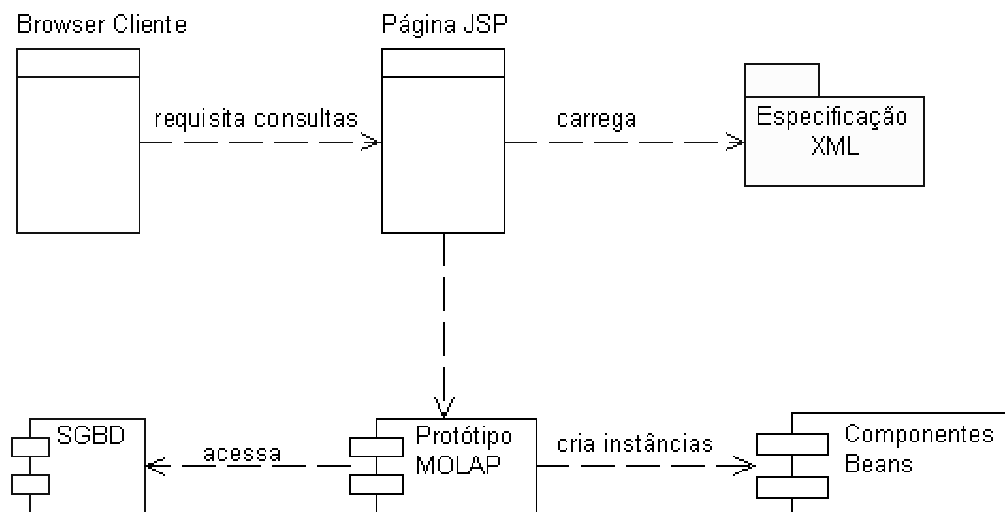 Browser Cliente
Página JSP
requisita consultas
carrega
Especificação
XML
SGBD
acessa
Protótipo
MOLAP
cria instâncias
Componentes
Beans